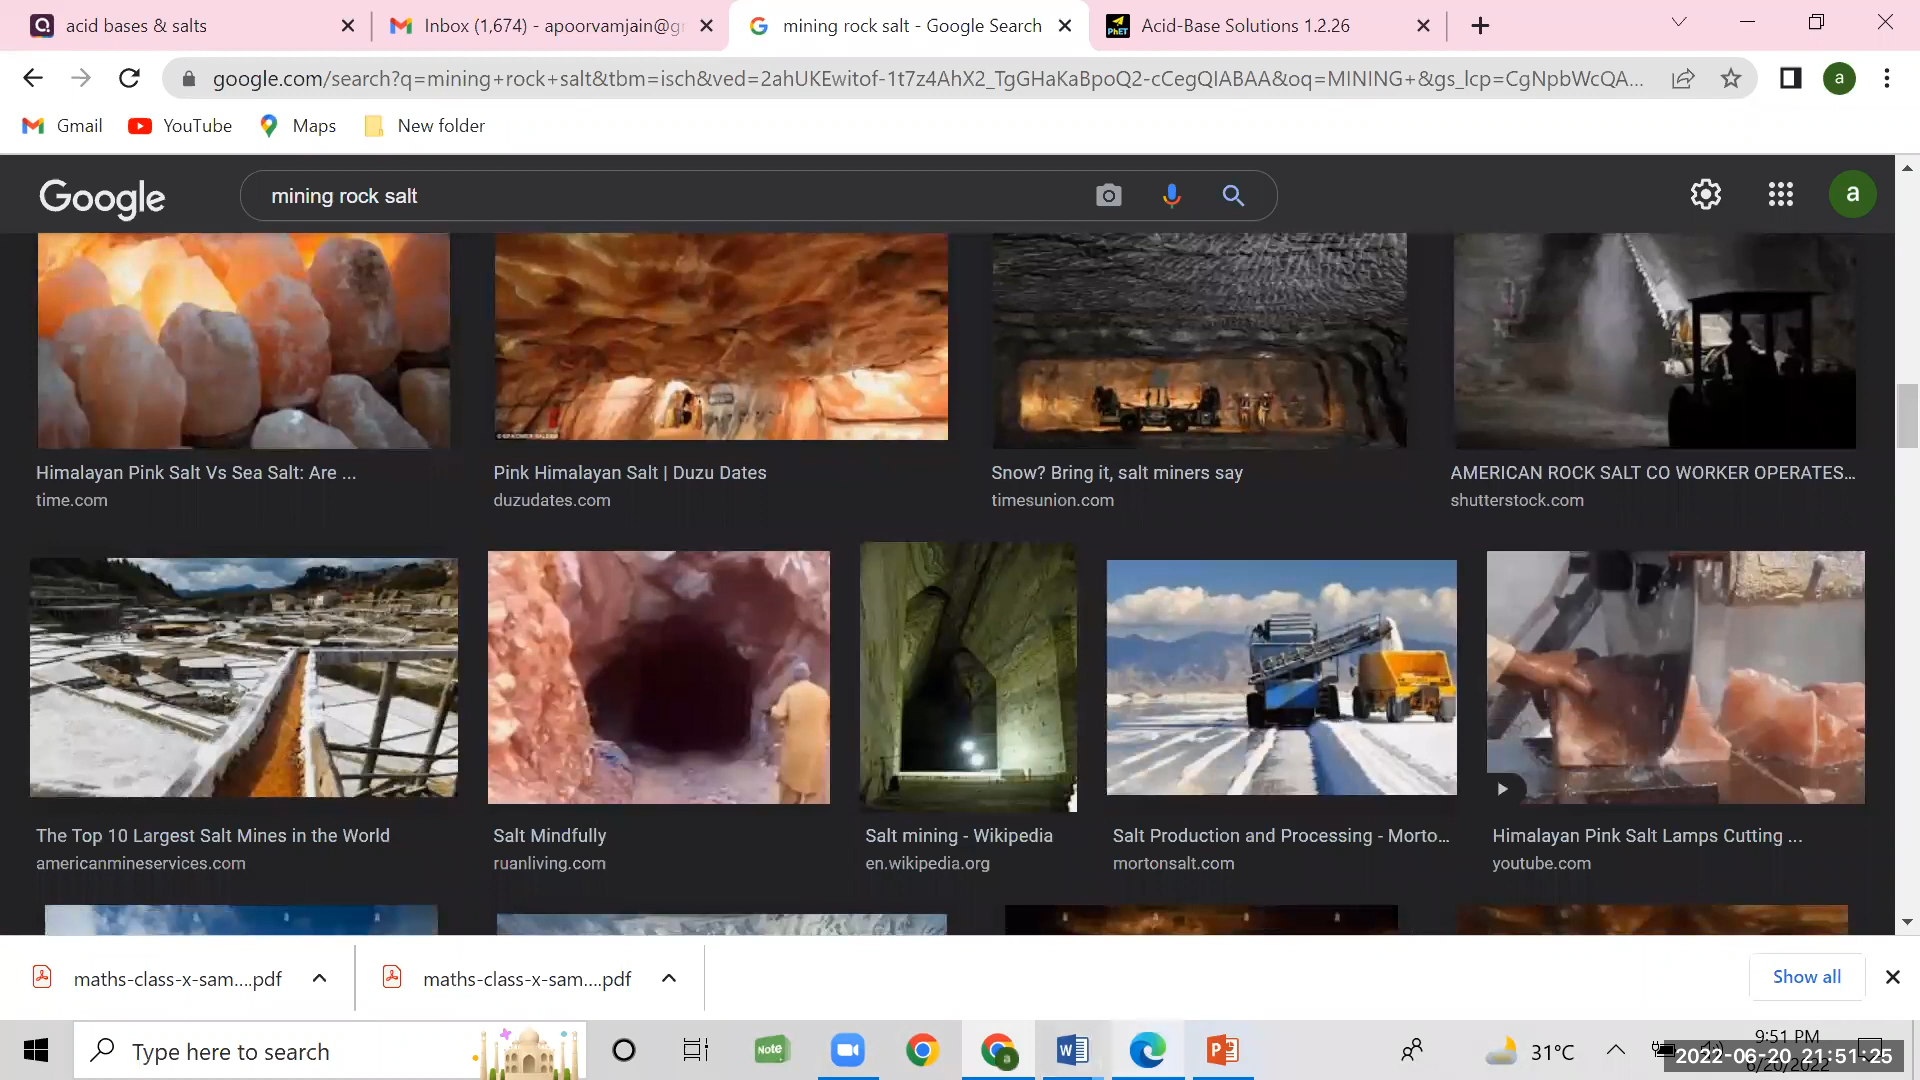 acid bases & salts
Inbox (1,674) - apoorvamjain@gr
mining rock salt - Google Search
Acid-Base Solutions 1.2.26
google.com/search?q=mining+rock+salt&tbm=isch&ved=2ahUKEwitof-1t7z4AhX2_TgGHaKaBpoQ2-cCegQIABAA&oq=MINING+&gs_lcp=CgNpbWcQA...
a
Gmail
YouTube
Maps
New folder
Google
mining rock salt
a
Himalayan Pink Salt Vs Sea Salt: Are ...
time.com
Pink Himalayan Salt | Duzu Dates
duzudates.com
Snow? Bring it, salt miners say
timesunion.com
AMERICAN ROCK SALT CO WORKER OPERATES...
shutterstock.com
The Top 10 Largest Salt Mines in the World
americanmineservices.com
Salt Mindfully
ruanliving.com
Salt mining - Wikipedia
en.wikipedia.org
Salt Production and Processing - Morto...
mortonsalt.com
Himalayan Pink Salt Lamps Cutting ...
youtube.com
maths-class-x-sam....pdf
maths-class-x-sam....pdf
Show all
Type here to search
Note
31°C
9:51 PM
6/20/2022
2022-06-20 21:51:25